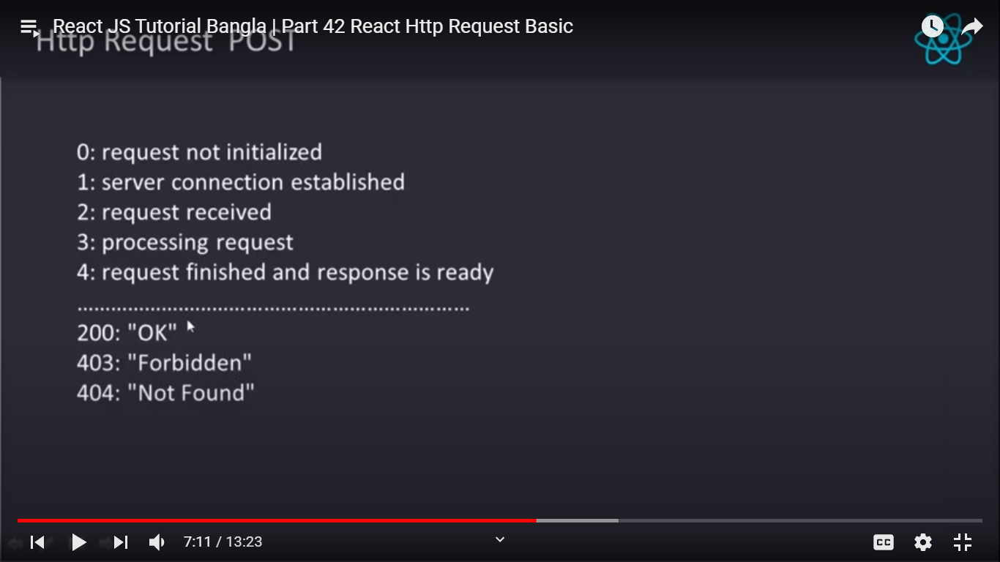 React JS Tutorial Bangla | Part 42 React Http Request Basic
Http Request POST
0: request not initialized
1: server connection established
2: request received
3: processing request
4: request finished and response is ready
................................................................
200: "OK"
403: "Forbidden"
404: "Not Found"
7:11 / 13:23
CC